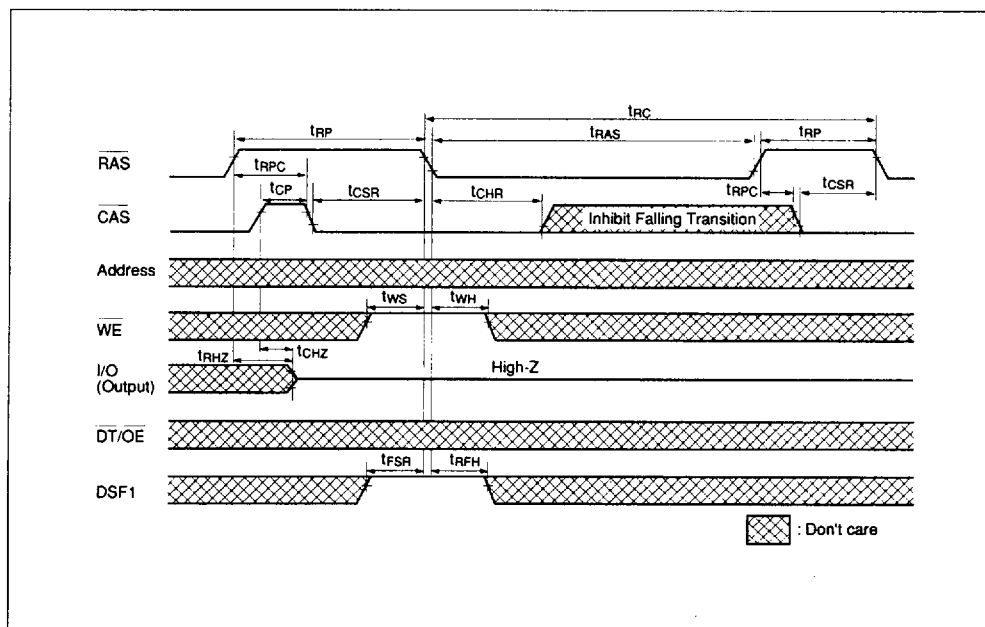 tRC
tRP
tRAS
tRP
RAS
tRPC
tCP
tCSR
tCHR
tRPC
tCSR
CAS
Inhibit Falling Transition
Address
tWS
tWH
WE
tRHZ
tCHZ
I/O
(Output)
High-Z
DT/OE
tFSR
tRFH
DSF1
: Don't care